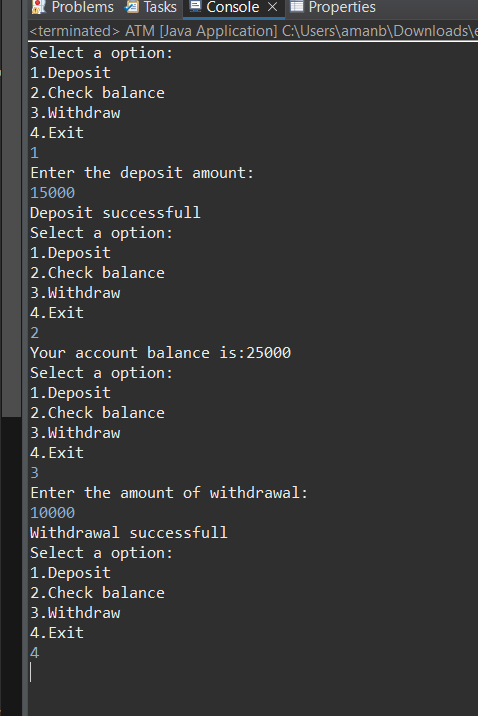 Problems Tasks Console Properties
<terminated> ATM [Java Application] C:\Users\amanb\Downloads\
Select a option:
1.Deposit
2.Check balance
3.Withdraw
4.Exit
1
Enter the deposit amount:
15000
Deposit successfull
Select a option:
1.Deposit
2.Check balance
3.Withdraw
4.Exit
2
Your account balance is:25000
Select a option:
1.Deposit
2.Check balance
3.Withdraw
4.Exit
3
Enter the amount of withdrawal:
10000
Withdrawal successfull
Select a option:
1.Deposit
2.Check balance
3.Withdraw
4.Exit
4